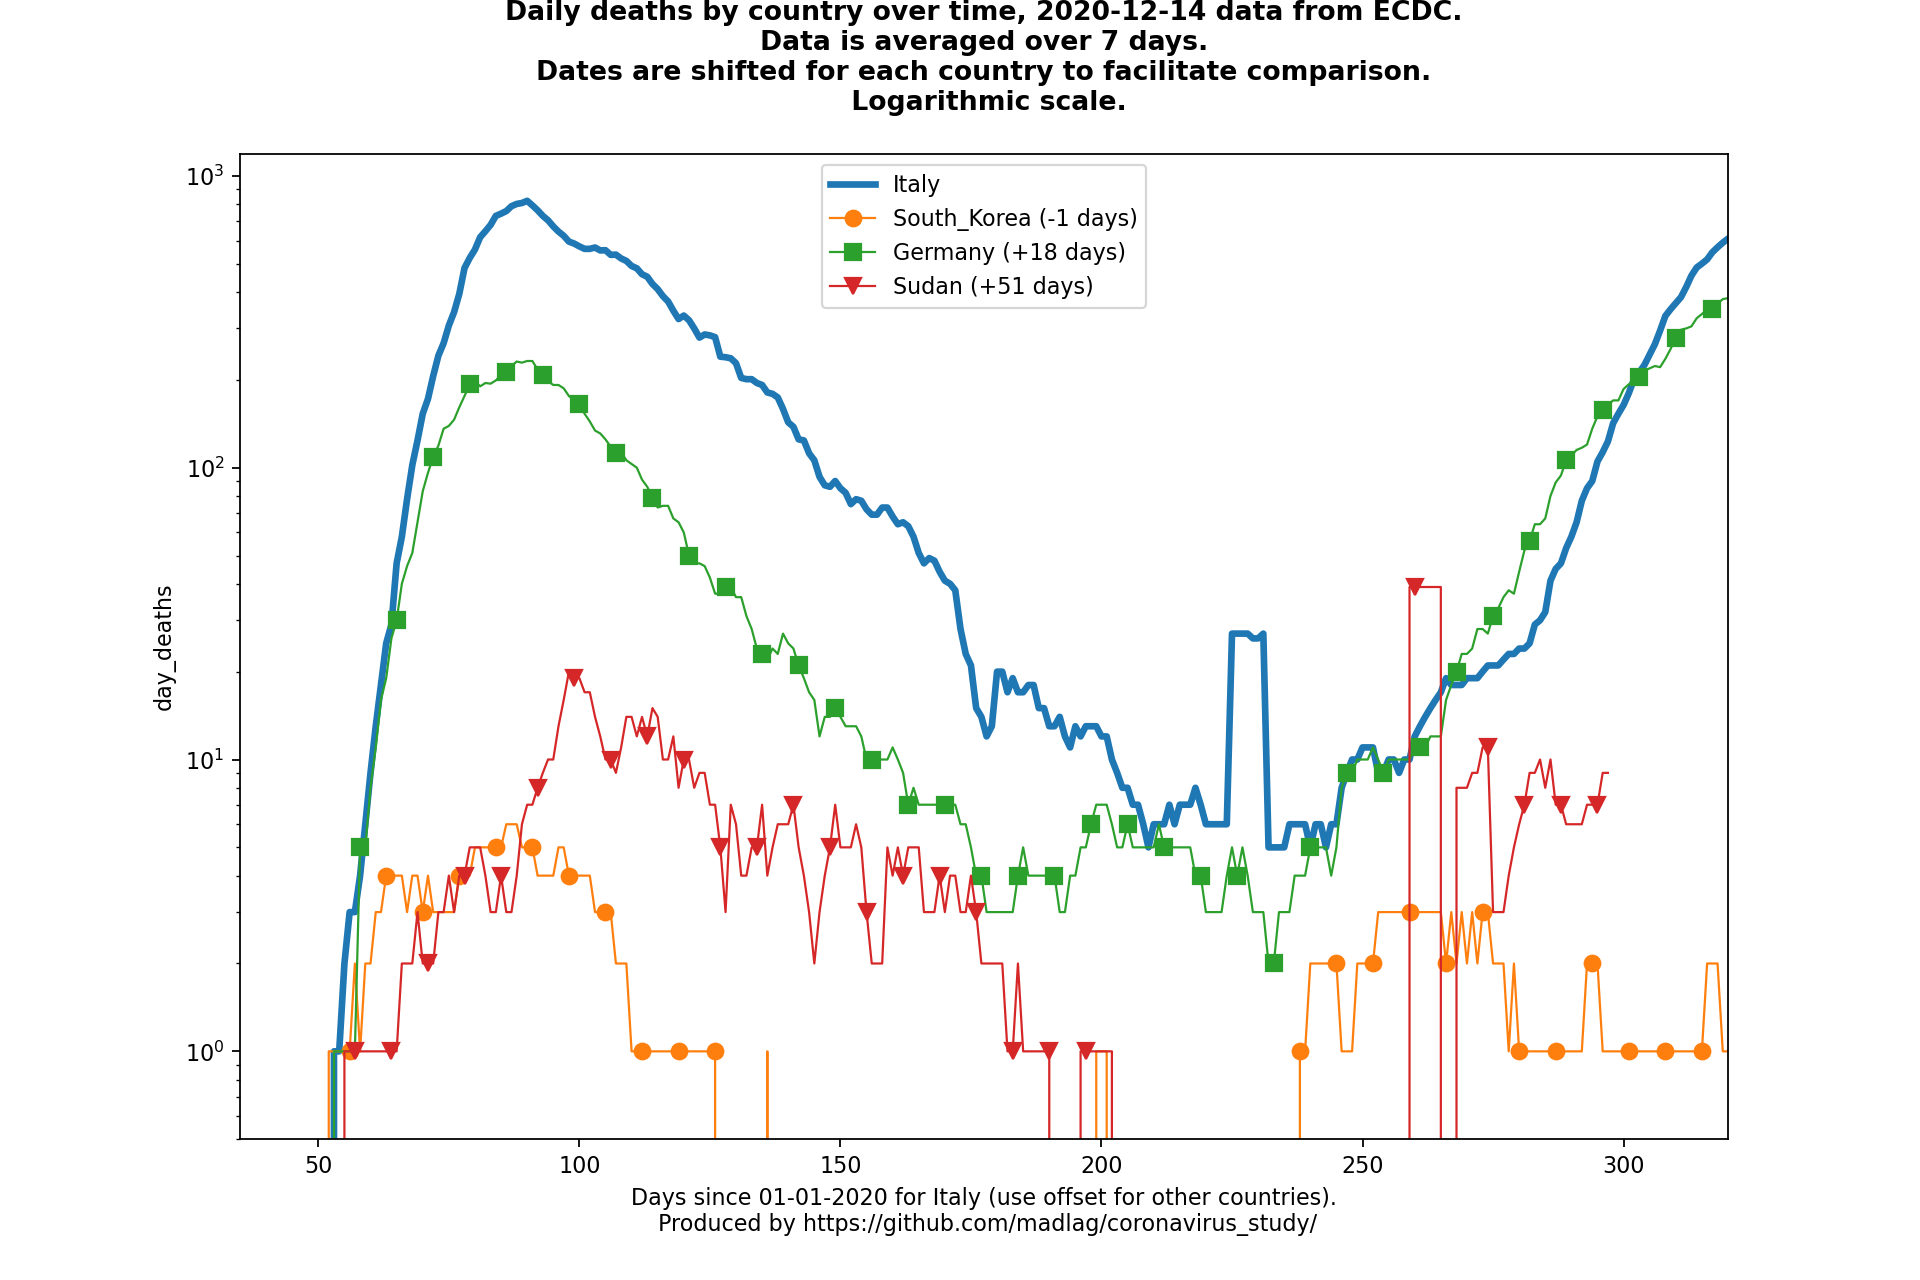 Daily deaths by country over time, 2020-12-14 data from ECDC.
Data is averaged over 7 days.
Dates are shifted for each country to facilitate comparison.
Logarithmic scale.
10³
10²
10¹
10⁰
day_deaths
Italy
South_Korea (-1 days)
Germany (+18 days)
Sudan (+51 days)
50 100 150 200 250 300
Days since 01-01-2020 for Italy (use offset for other countries).
Produced by https://github.com/madlag/coronavirus_study/